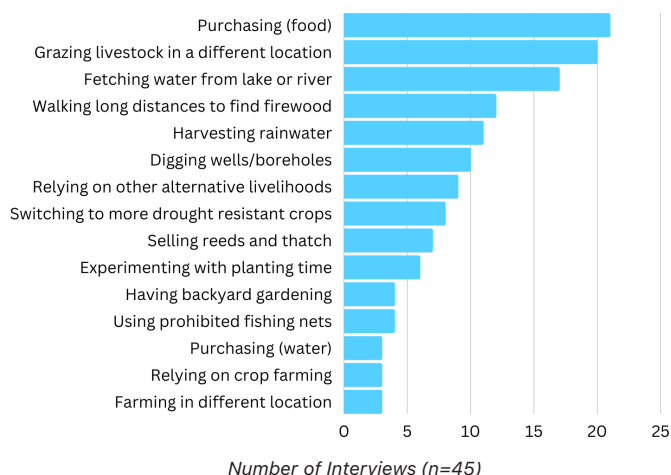 Purchasing (food)
Grazing livestock in a different location
Fetching water from lake or river
Walking long distances to find firewood
Harvesting rainwater
Digging wells/boreholes
Relying on other alternative livelihoods
Switching to more drought resistant crops
Selling reeds and thatch
Experimenting with planting time
Having backyard gardening
Using prohibited fishing nets
Purchasing (water)
Relying on crop farming
Farming in different location
0 5 10 15 20 25
Number of Interviews (n=45)